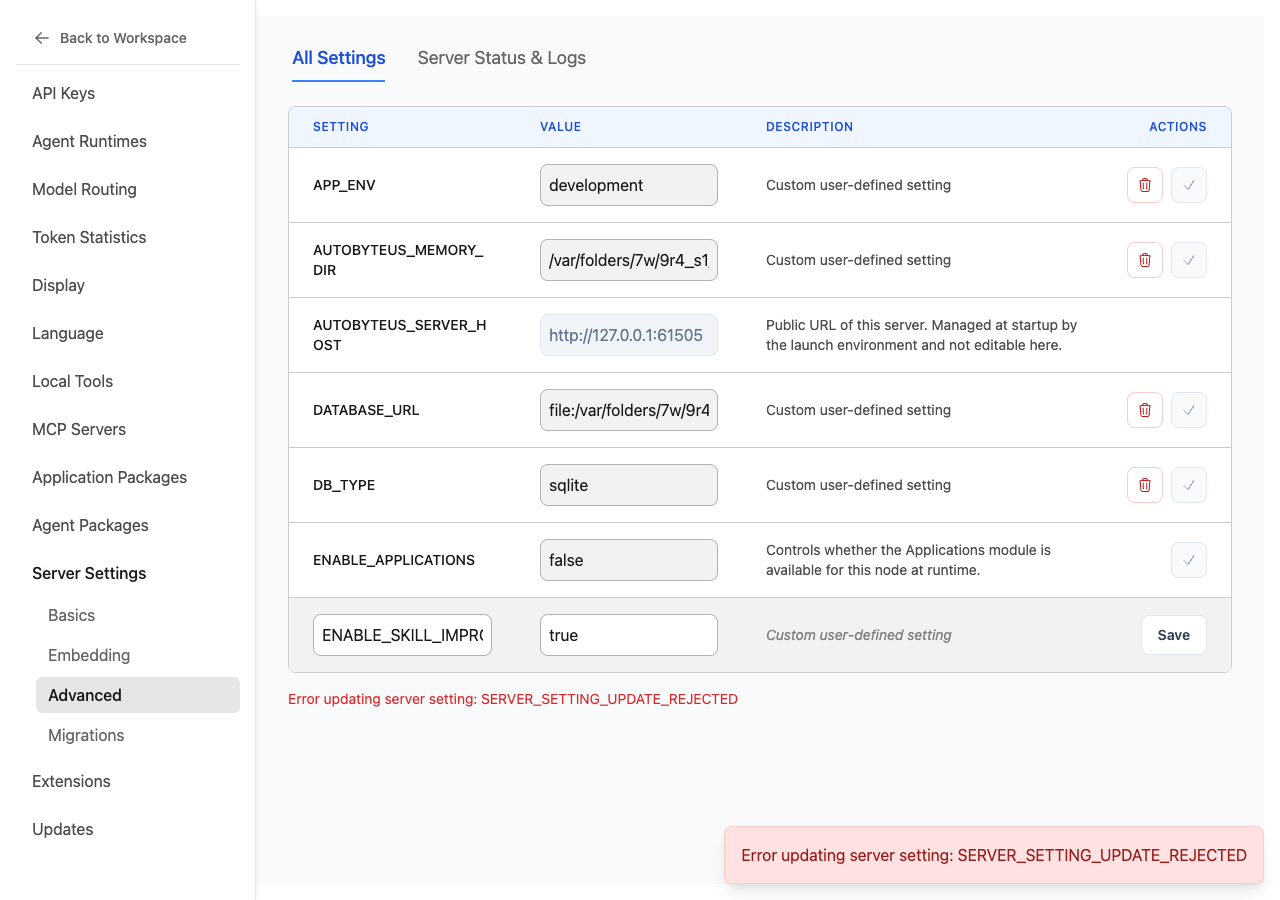 Back to Workspace
API Keys
Agent Runtimes
Model Routing
Token Statistics
Display
Language
Local Tools
MCP Servers
Application Packages
Agent Packages
Server Settings
Basics
Embedding
Advanced
Migrations
Extensions
Updates
All Settings
Server Status & Logs
SETTING VALUE DESCRIPTION ACTIONS
APP_ENV development Custom user-defined setting
AUTOBYTEUS_MEMORY_
DIR
/var/folders/7w/9r4_s1
Custom user-defined setting
AUTOBYTEUS_SERVER_H
OST
http://127.0.0.1:61505
Public URL of this server. Managed at startup by
the launch environment and not editable here.
DATABASE_URL file:/var/folders/7w/9r4 Custom user-defined setting
DB_TYPE sqlite Custom user-defined setting
ENABLE_APPLICATIONS false
Controls whether the Applications module is
available for this node at runtime.
ENABLE_SKILL_IMPR true Custom user-defined setting Save
Error updating server setting: SERVER_SETTING_UPDATE_REJECTED
Error updating server setting: SERVER_SETTING_UPDATE_REJECTED